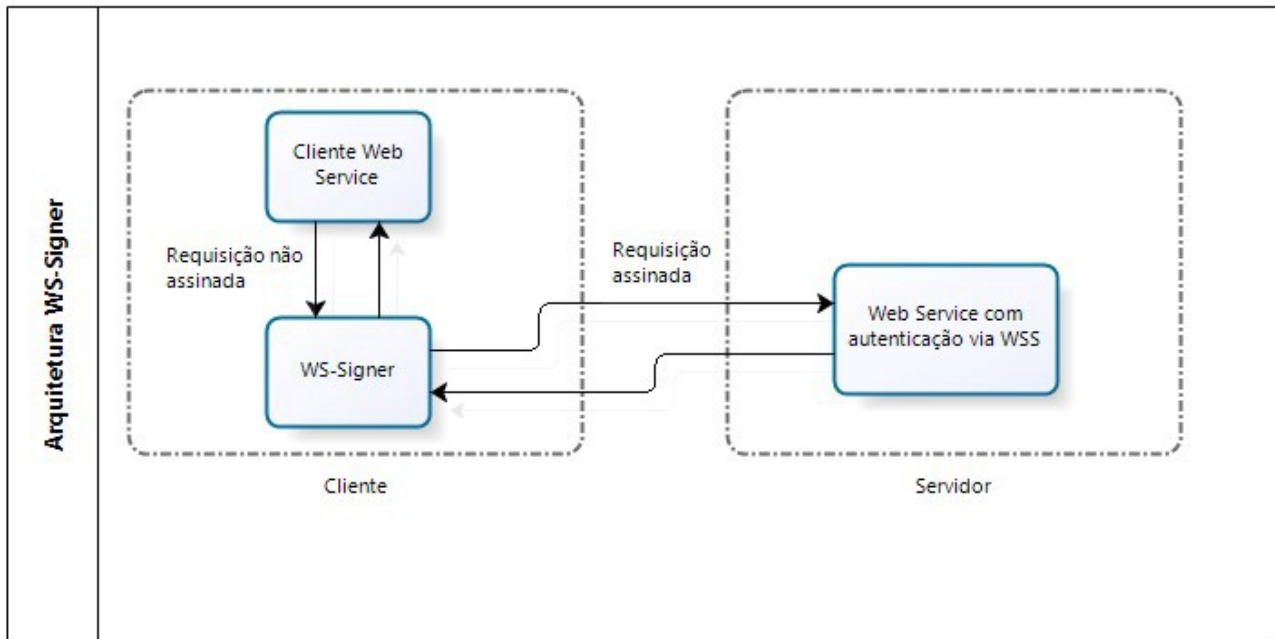 Arquitetura WS-Signer
Cliente Web
Service
Requisição não
assinada
WS-Signer
Cliente
Requisição
assinada
Web Service com
autenticação via WSS
Servidor